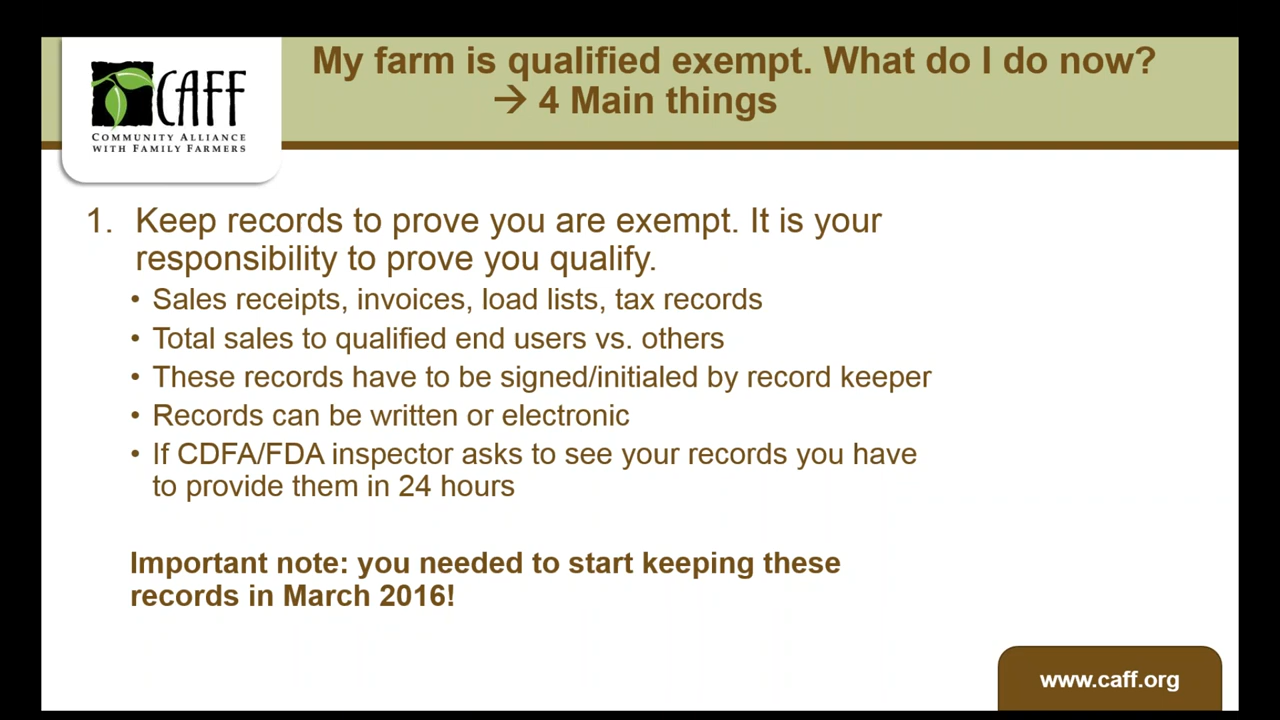 My farm is qualified exempt. What do I do now?
→ 4 Main things
CAFF
COMMUNITY ALLIANCE
WITH FAMILY FARMERS
1. Keep records to prove you are exempt. It is your
responsibility to prove you qualify.
• Sales receipts, invoices, load lists, tax records
• Total sales to qualified end users vs. others
• These records have to be signed/initialed by record keeper
• Records can be written or electronic
• If CDFA/FDA inspector asks to see your records you have
to provide them in 24 hours
Important note: you needed to start keeping these
records in March 2016!
www.caff.org